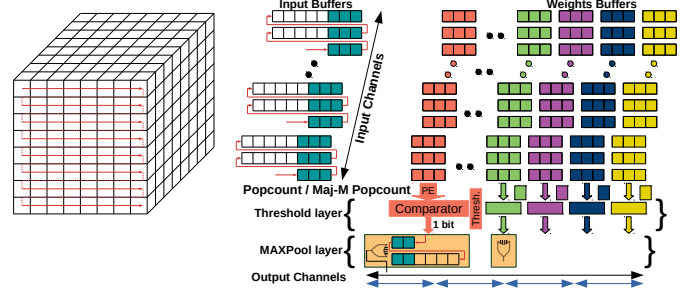 Input Buffers
Weights Buffers
Input Channels
Popcount / Maj-M Popcount
PE
Thresh.
Threshold layer
Comparator
1 bit
MAXPool layer
Output Channels